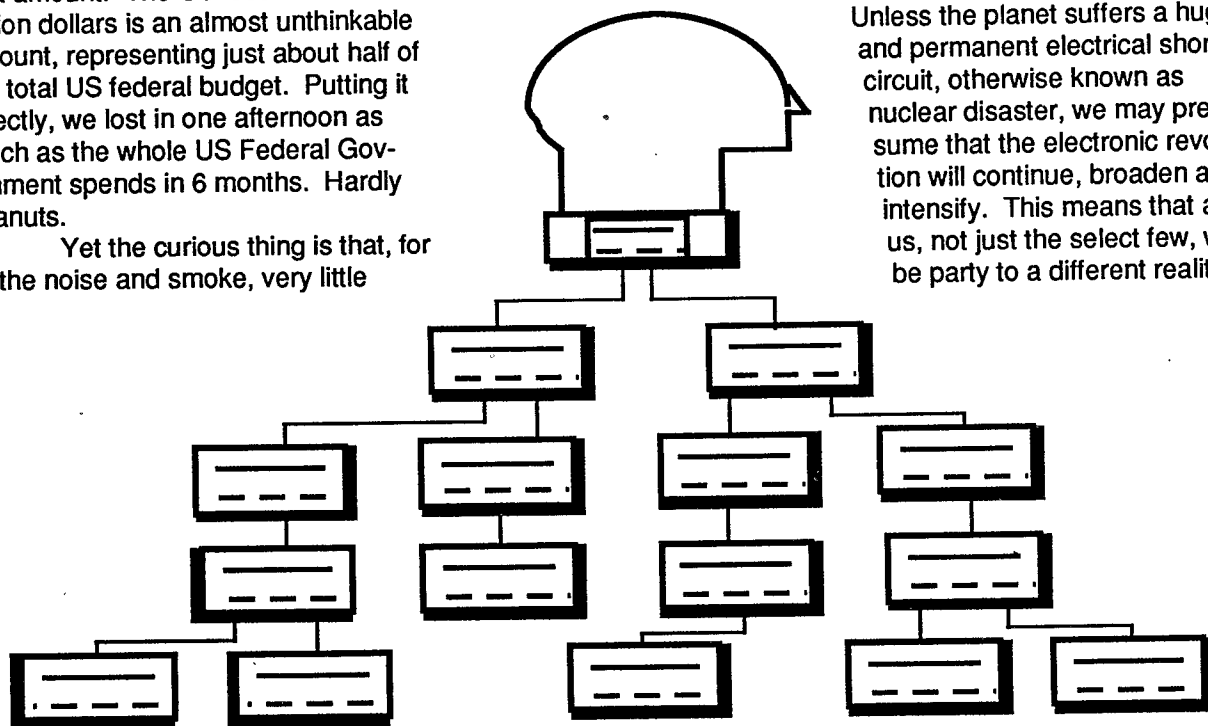 ion dollars is an almost unthinkable
ount, representing just about half of
total US federal budget. Putting it
ectly, we lost in one afternoon as
ch as the whole US Federal Gov-
nment spends in 6 months. Hardly
anuts.
Yet the curious thing is that, for
the noise and smoke, very little
Unless the planet suffers a hug
and permanent electrical shor
circuit, otherwise known as
nuclear disaster, we may pre
sume that the electronic revo
tion will continue, broaden a
intensify. This means that a
us, not just the select few, w
be party to a different realit